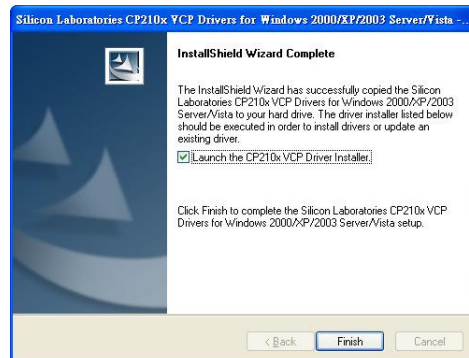 Silicon Laboratories CP210x VCP Drivers for Windows 2000/XP/2003 Server/Vista -...
InstallShield Wizard Complete
The InstallShield Wizard has successfully copied the Silicon
Laboratories CP210x VCP Drivers for Windows 2000/XP/2003
Server/Vista to your hard drive. The driver installer listed below
should be executed in order to install drivers or update an
existing driver.
Launch the CP210x VCP Driver Installer.
Click Finish to complete the Silicon Laboratories CP210x VCP
Drivers for Windows 2000/XP/2003 Server/Vista setup.
< Back
Finish
Cancel